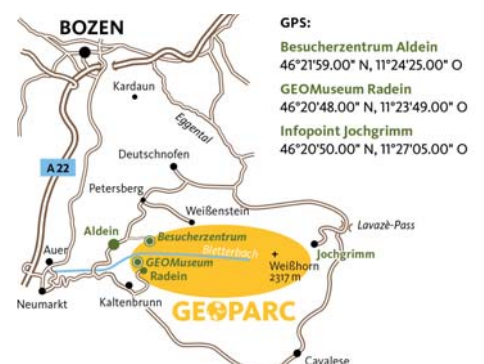 BOZEN
Kardaun
Eggental
Deutschnofen
A 22
Petersberg
Weißenstein
Aldein
Besucherzentrum
Lavazè-Pass
Auer
Bletterbach
Jochgrimm
GEOMuseum
Weißhorn
2317 m
Radein
Neumarkt
Kaltenbrunn
GEOPARC
Cavalese
GPS:
Besucherzentrum Aldein
46°21'59.00" N, 11°24'25.00" O
GEOMuseum Radein
46°20'48.00" N, 11°23'49.00" O
Infopoint Jochgrimm
46°20'50.00" N, 11°27'05.00" O